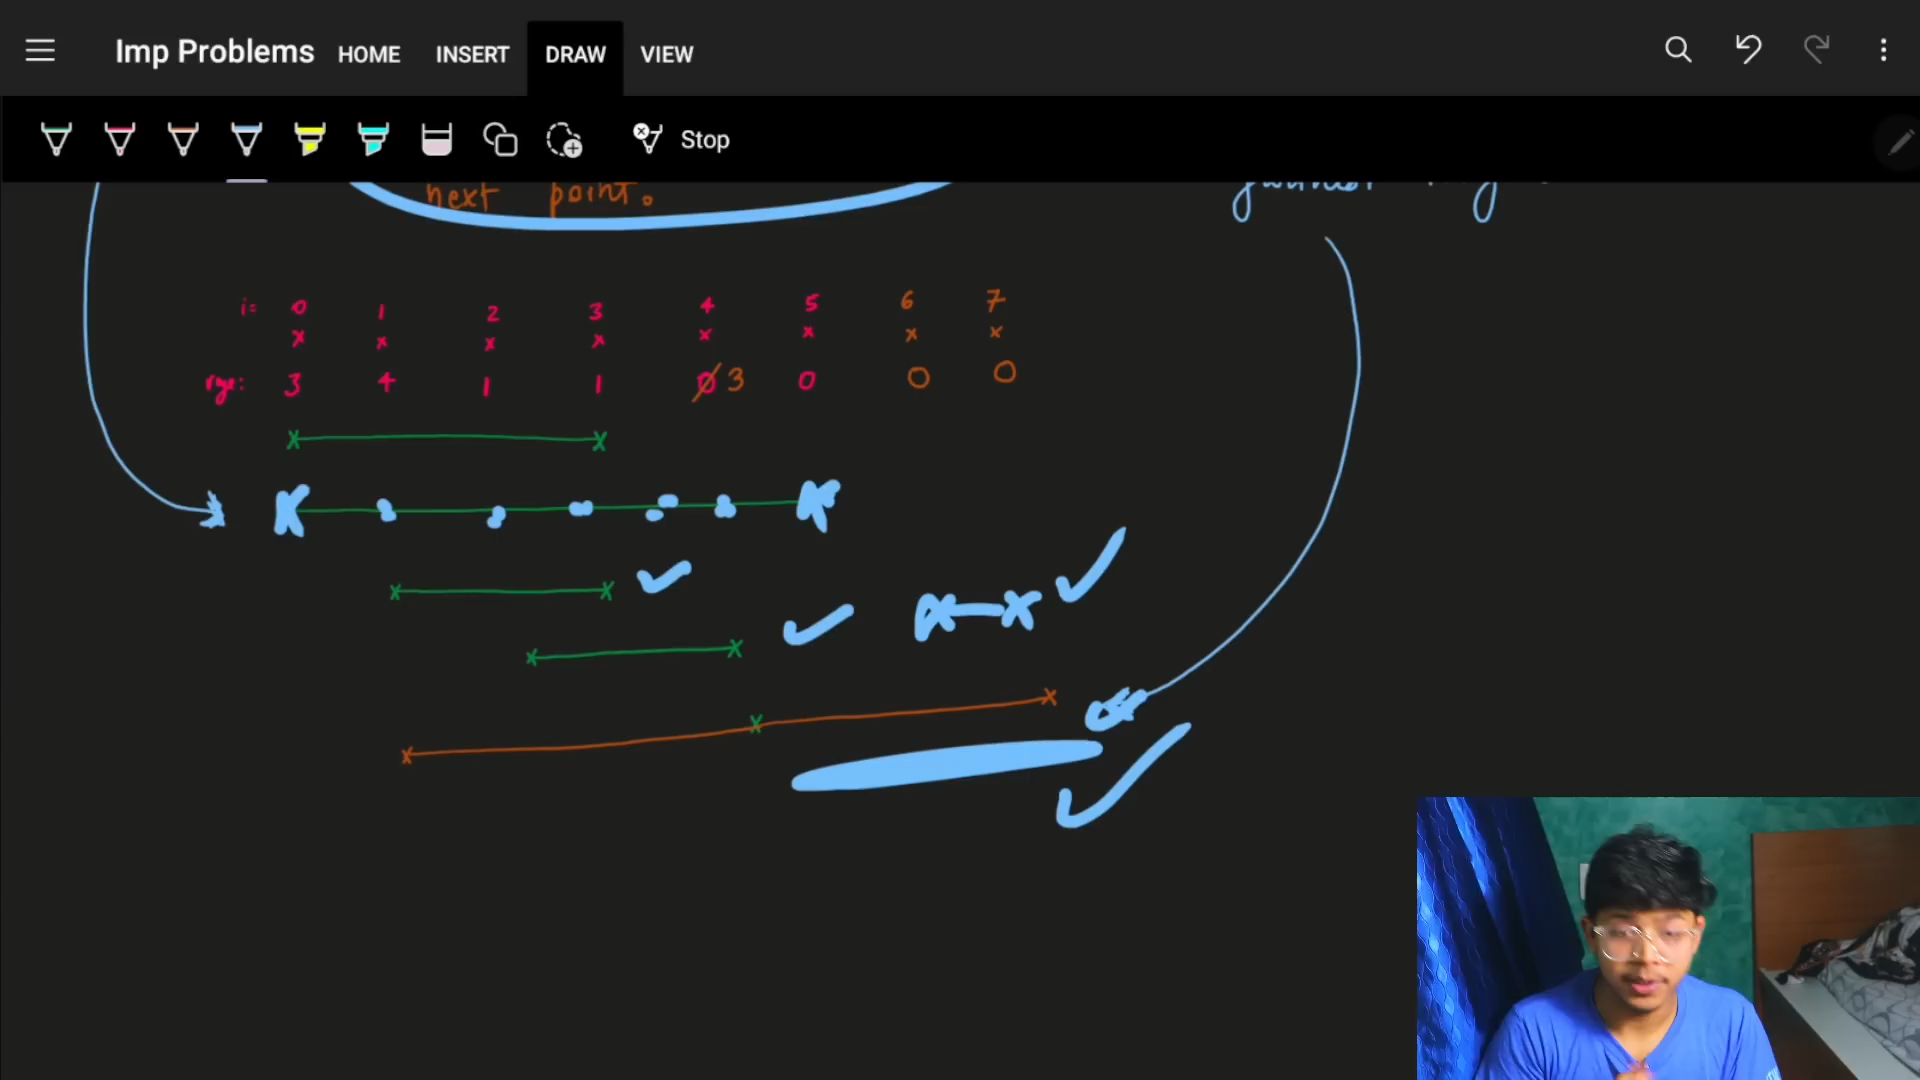 Imp Problems HOME INSERT DRAW VIEW
Stop
next point.
i= 0 1 2 3 4 5 6 7
x x x x x x x x
rge: 3 4 1 1 0 3 0 0 0